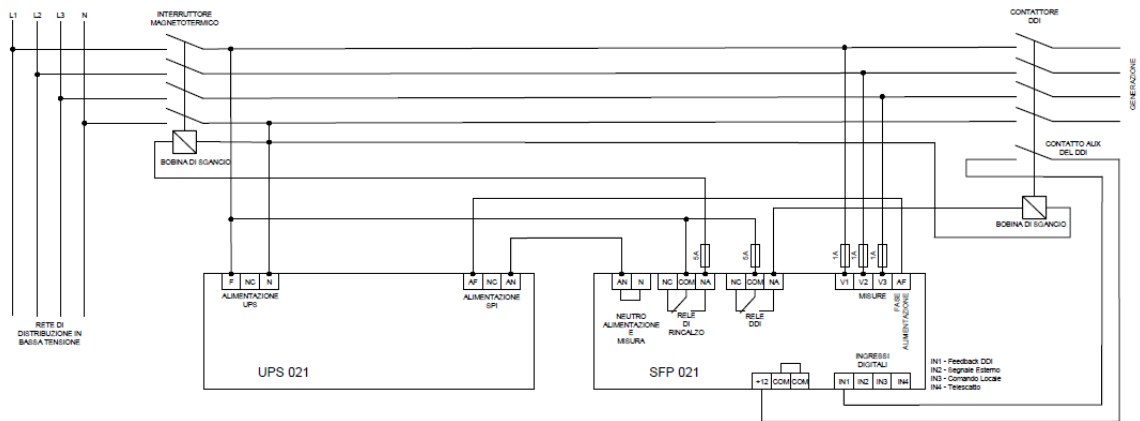 L1 L2 L3 N
INTERRUTTORE
MAGNETOTERMICO
CONTATTORE
DDI
GENERAZIONE
BOBINA DI SGANCIO
CONTATTO AUX
DEL DDI
BOBINA DI SGANCIO
5A 5A 1A 1A 1A
F NC N
ALIMENTAZIONE
UPS
AF NC AN
ALIMENTAZIONE
SPI
UPS 021
AN N
NEUTRO
ALIMENTAZIONE
E
MISURA
NC COM NA
RELE
DI
RINCALZO
NC COM NA
RELE
DDI
V1 V2 V3 AF
MISURE
FASE
ALIMENTAZIONE
SFP 021
INGRESSI
DIGITALI
+12 COM COM
IN1 IN2 IN3 IN4
IN1 - Feedback DDI
IN2 - Segnale Esterno
IN3 - Comando Locale
IN4 - Telescatto
RETE DI
DISTRIBUZIONE IN
BASSA TENSIONE